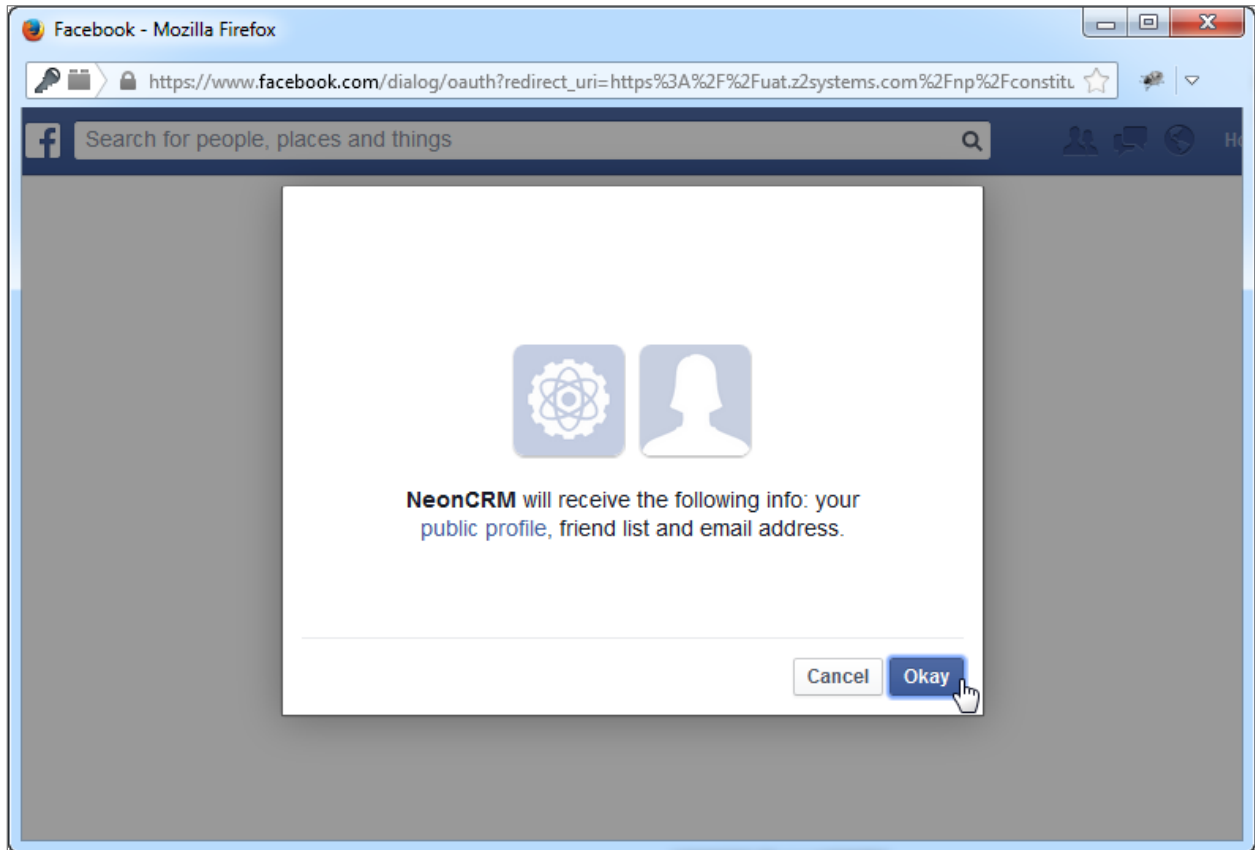 Facebook - Mozilla Firefox
https://www.facebook.com/dialog/oauth?redirect_uri=https%3A%2F%2Fuat.z2systems.com%2Fnp%2Fconstitu
Search for people, places and things
NeonCRM will receive the following info: your
public profile, friend list and email address.
Cancel Okay